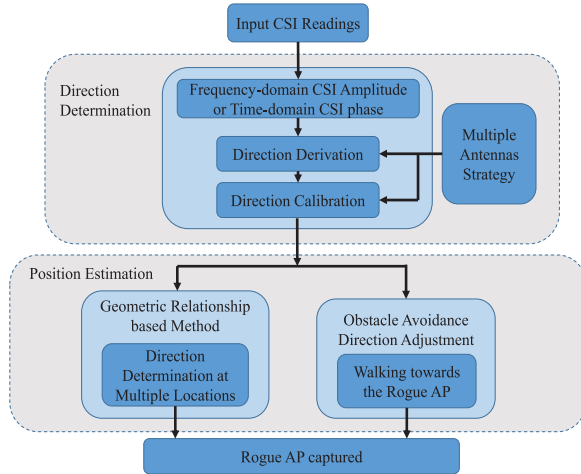 Input CSI Readings
Direction
Determination
Frequency-domain CSI Amplitude
or Time-domain CSI phase
Direction Derivation
Direction Calibration
Multiple
Antennas
Strategy
Position Estimation
Geometric Relationship
based Method
Direction
Determination at
Multiple Locations
Obstacle Avoidance
Direction Adjustment
Walking towards
the Rogue AP
Rogue AP captured